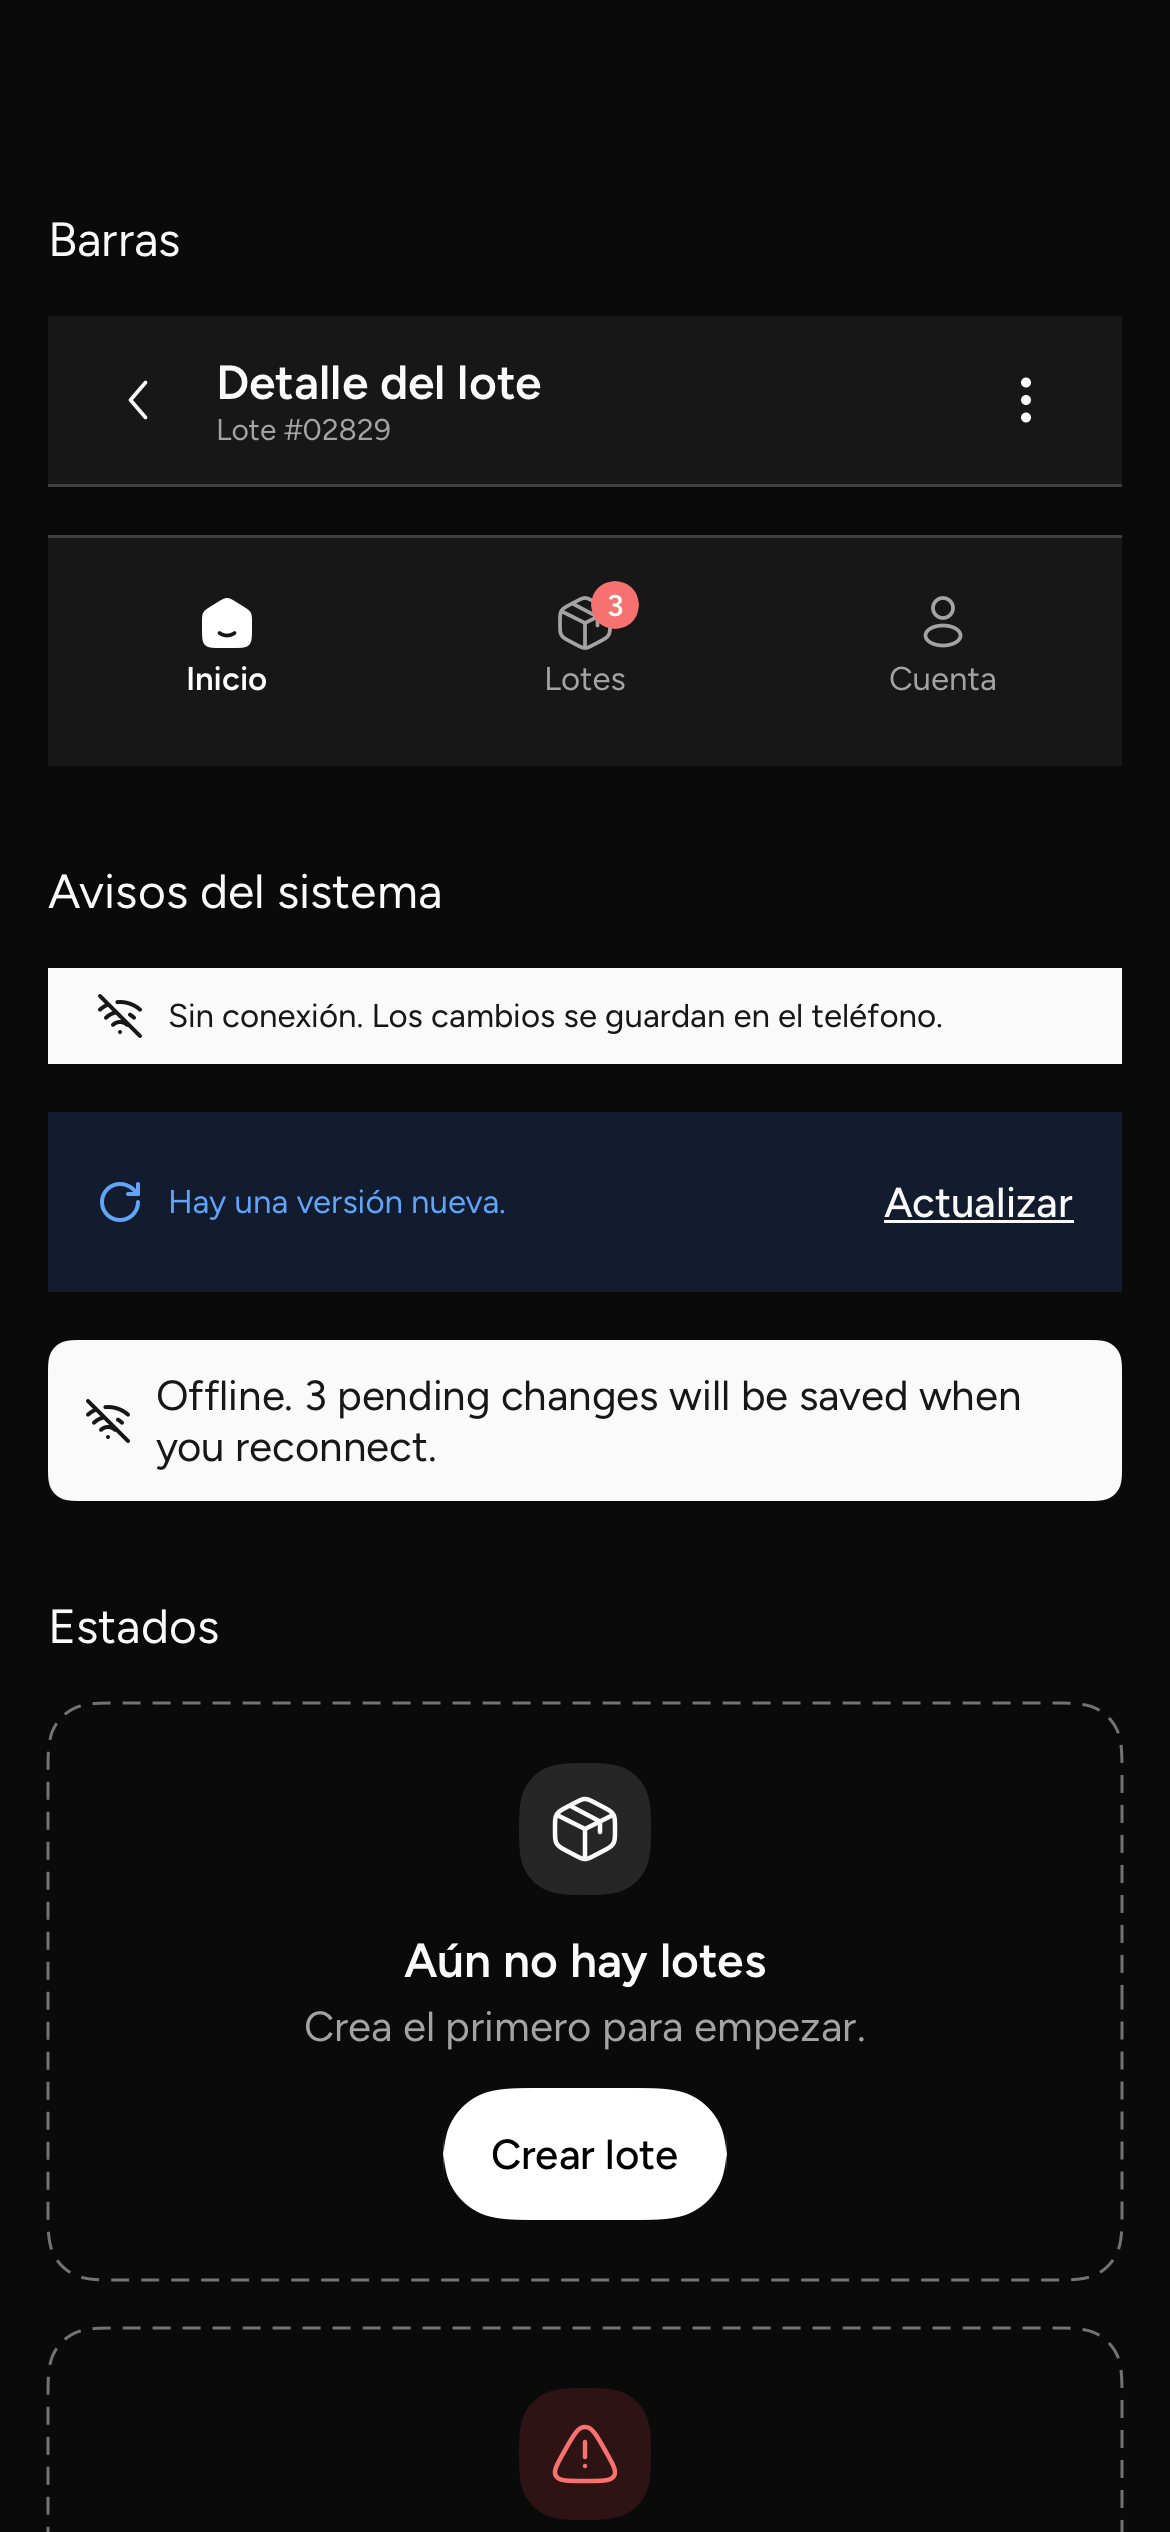 Barras
Detalle del lote
Lote #02829
3
Inicio
Lotes
Cuenta
Avisos del sistema
Sin conexión. Los cambios se guardan en el teléfono.
Hay una versión nueva.
Actualizar
Offline. 3 pending changes will be saved when
you reconnect.
Estados
Aún no hay lotes
Crea el primero para empezar.
Crear lote